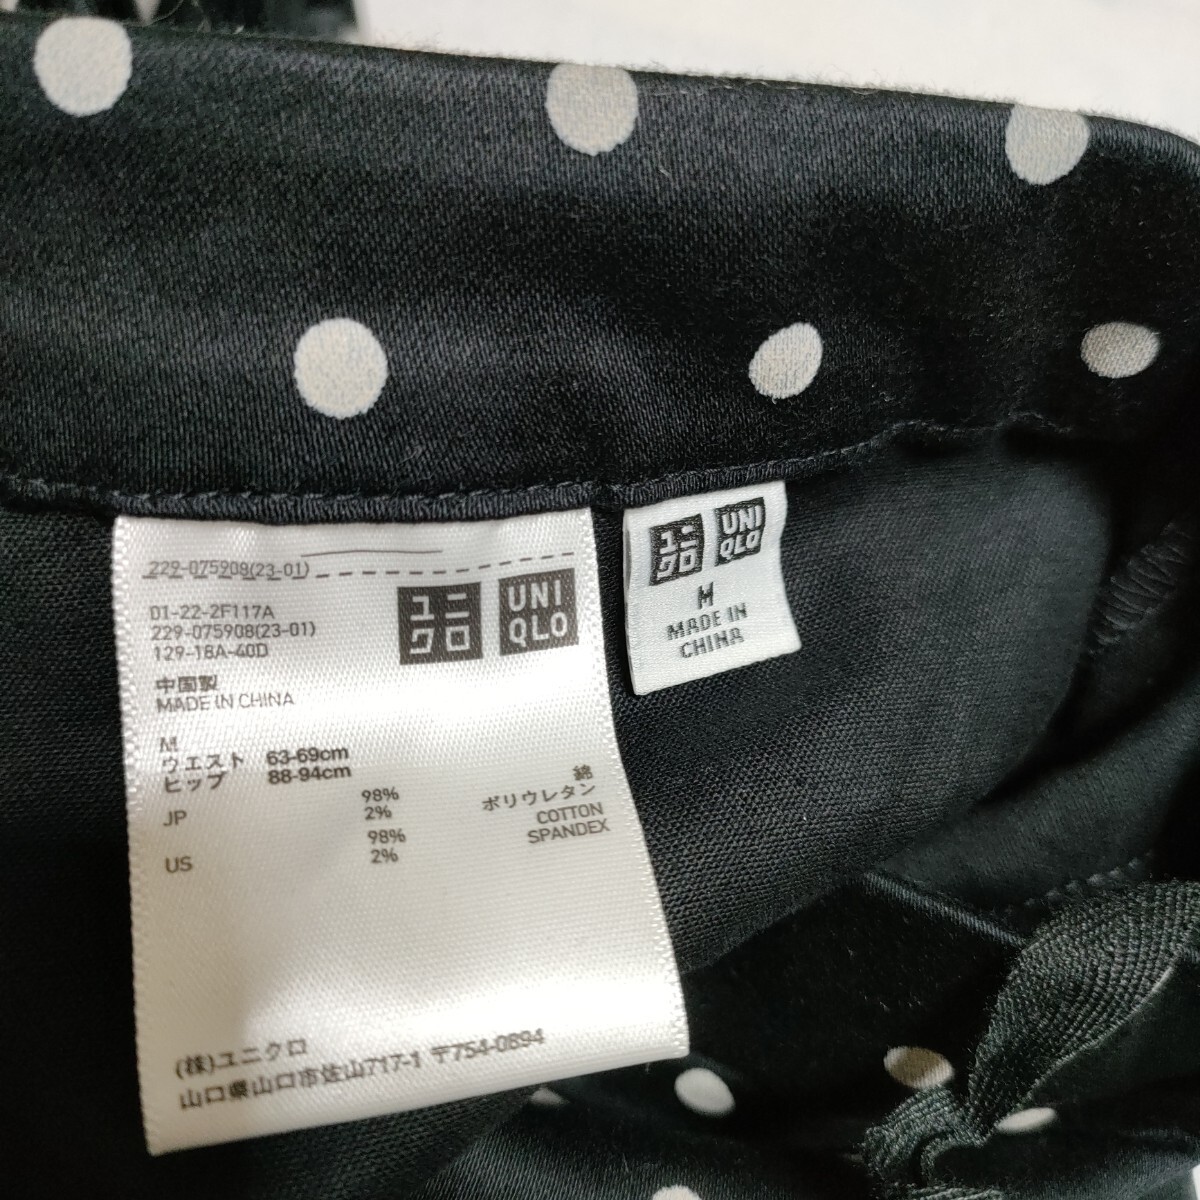 229-075908(23-01)
01-22-2F117A
229-075908(23-01)
129-18A-40D
ユニ
クロ
UNI
QLO
中国製
MADE IN CHINA
M
ウエスト 63-69cm
ヒップ 88-94cm
JP 98% 綿
2% ポリウレタン
US 98% COTTON
2% SPANDEX
(株)ユニクロ
山口県山口市佐山717-1 〒754-0894
ユニ
クロ
UNI
QLO
M
MADE IN
CHINA